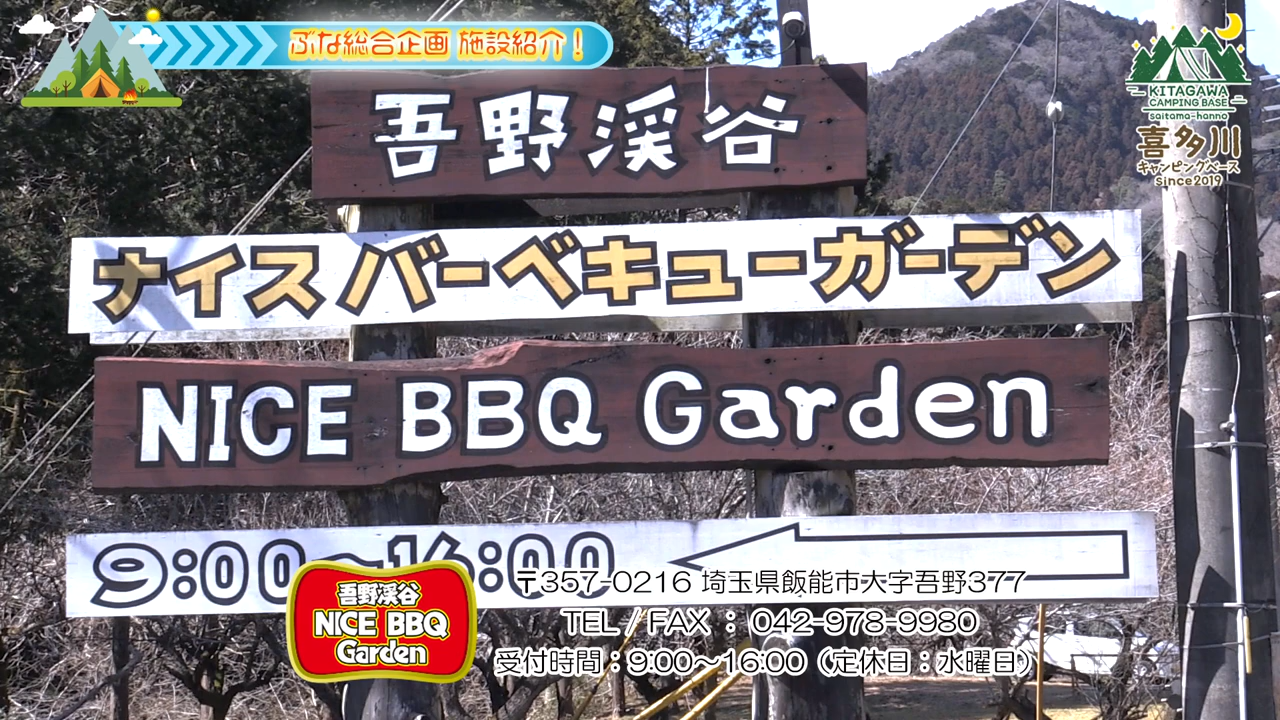 ぶな総合企画 施設紹介!
KITAGAWA
CAMPING BASE
saitama-hanno
喜多川
キャンピングベース
since2019
吾野渓谷
ナイスバーベキューガーデン
NICE BBQ Garden
9:00~16:00
吾野渓谷
NICE BBQ
Garden
〒357-0216 埼玉県飯能市大字吾野377
TEL / FAX : 042-978-9980
受付時間:9:00~16:00(定休日:水曜日)